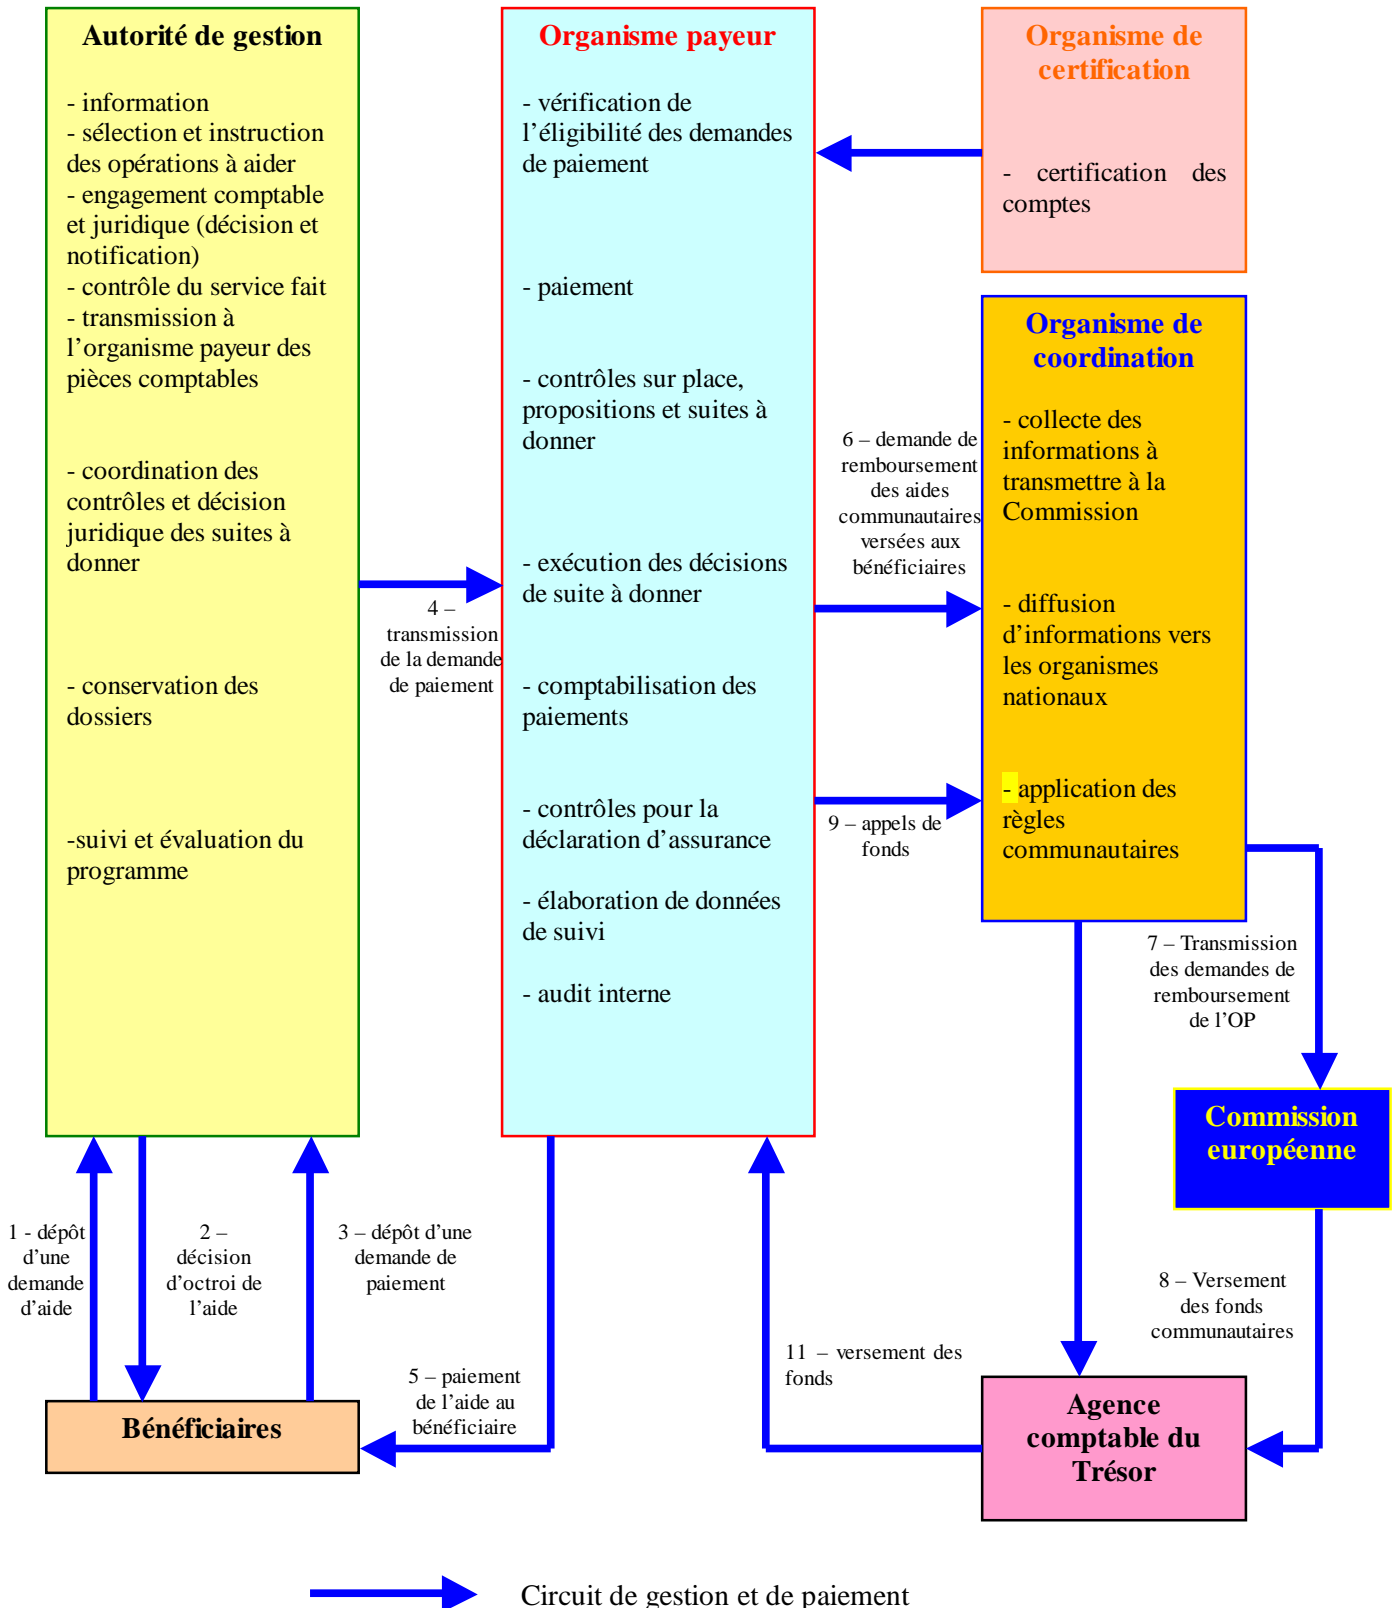 Autorité de gestion
- information
- sélection et instruction
des opérations à aider
- engagement comptable
et juridique (décision et
notification)
- contrôle du service fait
- transmission à
l’organisme payeur des
pièces comptables
- coordination des
contrôles et décision
juridique des suites à
donner
- conservation des
dossiers
-suivi et évaluation du
programme
4 –
transmission
de la demande
de paiement
Organisme payeur
- vérification de
l’éligibilité des demandes
de paiement
- paiement
- contrôles sur place,
propositions et suites à
donner
- exécution des décisions
de suite à donner
- comptabilisation des
paiements
- contrôles pour la
déclaration d’assurance
- élaboration de données
de suivi
- audit interne
Organisme de
certification
- certification des
comptes
6 – demande de
remboursement
des aides
communautaires
versées aux
bénéficiaires
9 – appels de
fonds
Organisme de
coordination
- collecte des
informations à
transmettre à la
Commission
- diffusion
d’informations vers
les organismes
nationaux
- application des
règles
communautaires
7 – Transmission
des demandes de
remboursement
de l’OP
Commission
européenne
1 - dépôt
d’une
demande
d’aide
2 –
décision
d’octroi de
l’aide
3 – dépôt d’une
demande de
paiement
5 – paiement
de l’aide au
bénéficiaire
11 – versement des
fonds
8 – Versement
des fonds
communautaires
Bénéficiaires
Agence
comptable du
Trésor
Circuit de gestion et de paiement